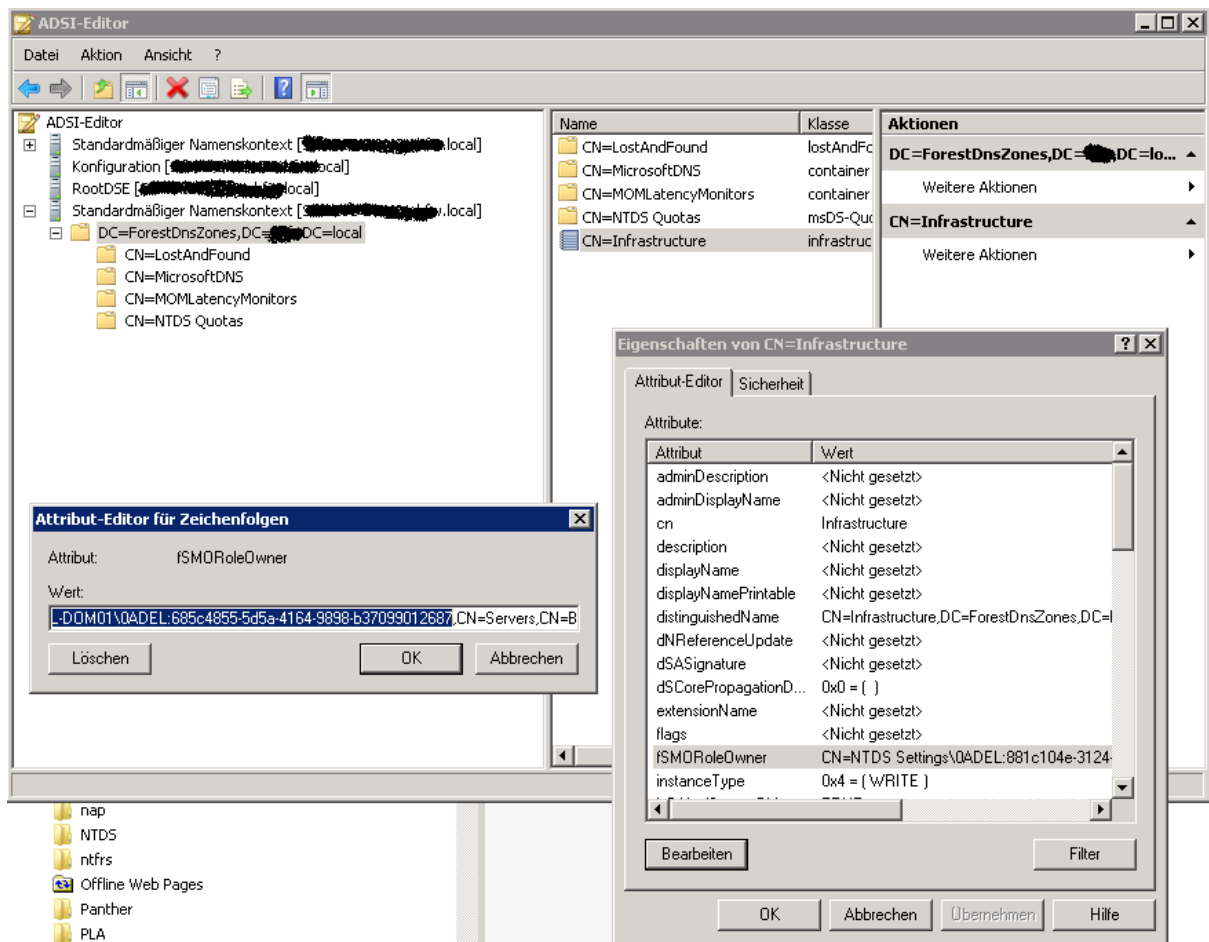 ADSI-Editor
Datei Aktion Ansicht ?
ADSI-Editor
Standardmäßiger Namenskontext [ .local]
Konfiguration [ ocal]
RootDSE [ local]
Standardmäßiger Namenskontext [ .local]
DC=ForestDnsZones,DC= DC=local
CN=LostAndFound
CN=MicrosoftDNS
CN=MOMLatencyMonitors
CN=NTDS Quotas
Name Klasse
CN=LostAndFound lostAndFc
CN=MicrosoftDNS container
CN=MOMLatencyMonitors container
CN=NTDS Quotas msDS-Quo
CN=Infrastructure infrastruc
Aktionen
DC=ForestDnsZones,DC= ,DC=lo...
Weitere Aktionen
CN=Infrastructure
Weitere Aktionen
Eigenschaften von CN=Infrastructure
Attribut-Editor Sicherheit
Attribute:
Attribut Wert
adminDescription <Nicht gesetzt>
adminDisplayName <Nicht gesetzt>
cn Infrastructure
description <Nicht gesetzt>
displayName <Nicht gesetzt>
displayNamePrintable <Nicht gesetzt>
distinguishedName CN=Infrastructure,DC=ForestDnsZones,DC=l
dNReferenceUpdate <Nicht gesetzt>
dSASignature <Nicht gesetzt>
dSCorePropagationD... 0x0 = ( )
extensionName <Nicht gesetzt>
flags <Nicht gesetzt>
fSMORoleOwner CN=NTDS Settings\0ADEL:881c104e-3124-
instanceType 0x4 = ( WRITE )
Bearbeiten Filter
OK Abbrechen Übernehmen Hilfe
Attribut-Editor für Zeichenfolgen
Attribut: fSMORoleOwner
Wert:
L-DOM01\0ADEL:685c4855-5d5a-4164-9898-b37099012687,CN=Servers,CN=B
Löschen OK Abbrechen
nap
NTDS
ntfrs
Offline Web Pages
Panther
PLA